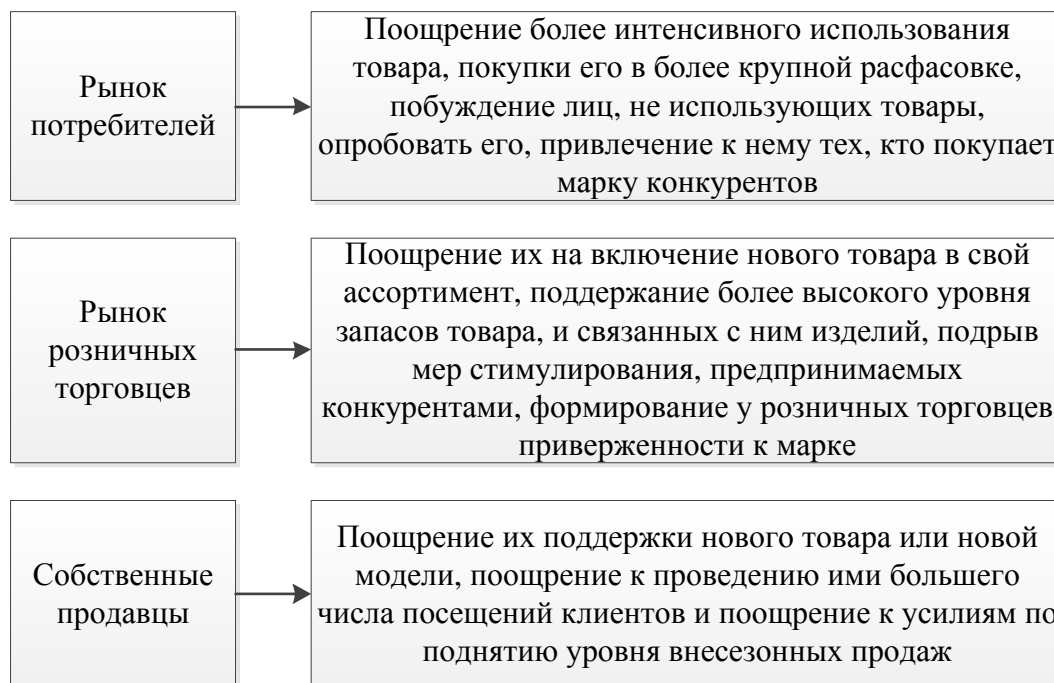 Рынок
потребителей
Поощрение более интенсивного использования
товара, покупки его в более крупной расфасовке,
побуждение лиц, не использующих товары,
опробовать его, привлечение к нему тех, кто покупает
марку конкурентов
Рынок
розничных
торговцев
Поощрение их на включение нового товара в свой
ассортимент, поддержание более высокого уровня
запасов товара, и связанных с ним изделий, подрыв
мер стимулирования, предпринимаемых
конкурентами, формирование у розничных торговцев
приверженности к марке
Собственные
продавцы
Поощрение их поддержки нового товара или новой
модели, поощрение к проведению ими большего
числа посещений клиентов и поощрение к усилиям по
поднятию уровня внесезонных продаж